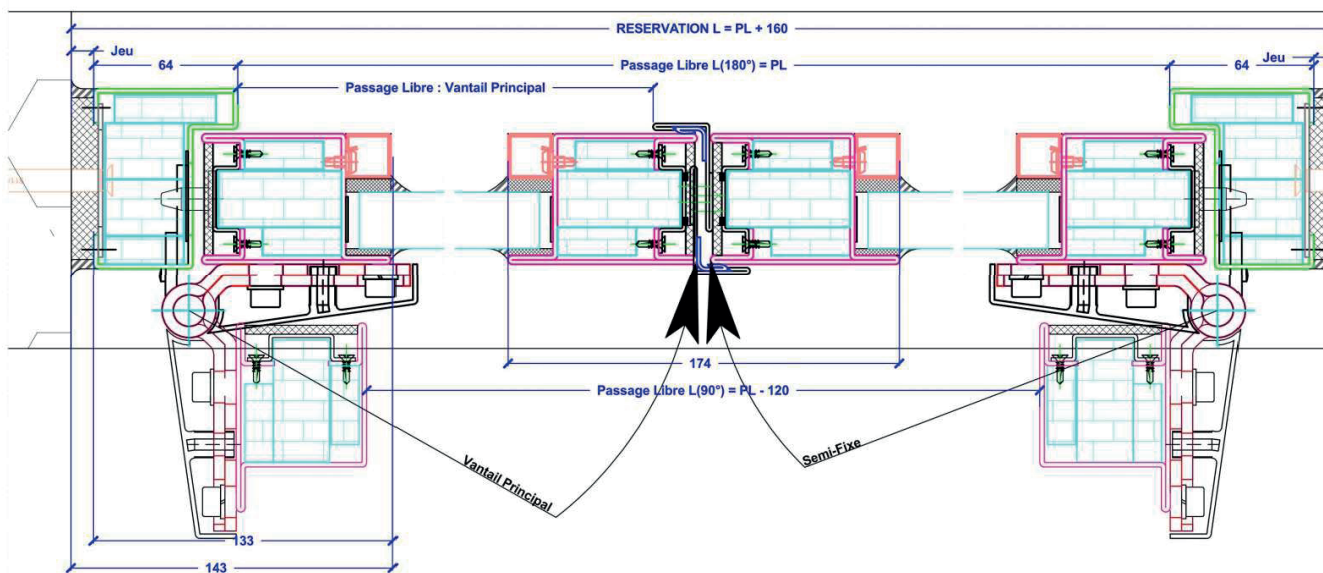 RESERVATION L = PL + 160
Jeu
Jeu
64
Passage Libre L(180°) = PL
64
Passage Libre : Vantail Principal
174
Passage Libre L(90°) = PL - 120
Vantail Principal
Semi-Fixe
133
143